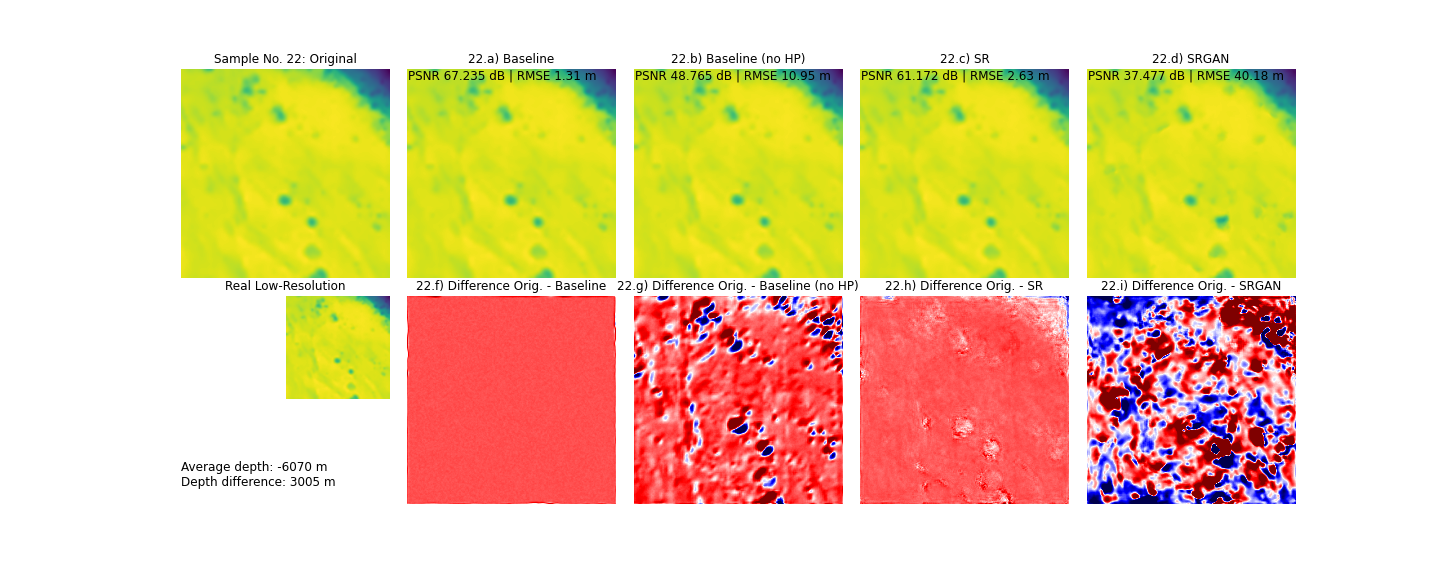 Sample No. 22: Original
22.a) Baseline
22.b) Baseline (no HP)
22.c) SR
22.d) SRGAN
PSNR 67.235 dB | RMSE 1.31 m
PSNR 48.765 dB | RMSE 10.95 m
PSNR 61.172 dB | RMSE 2.63 m
PSNR 37.477 dB | RMSE 40.18 m
Real Low-Resolution
22.f) Difference Orig. - Baseline
22.g) Difference Orig. - Baseline (no HP)
22.h) Difference Orig. - SR
22.i) Difference Orig. - SRGAN
Average depth: -6070 m
Depth difference: 3005 m